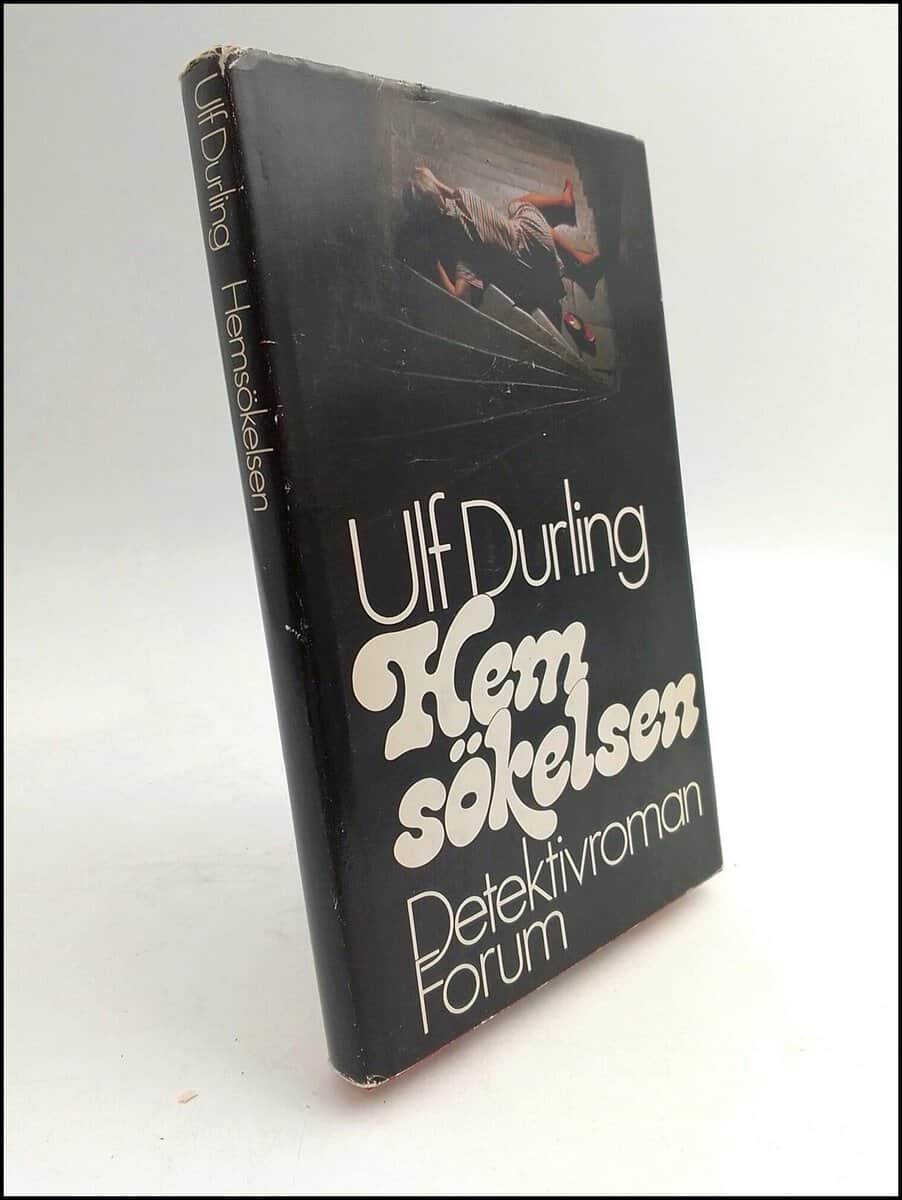 Ulf Durling Hemsökelsen
Ulf Durling
Hem
sökelsen
Detektivroman
Forum